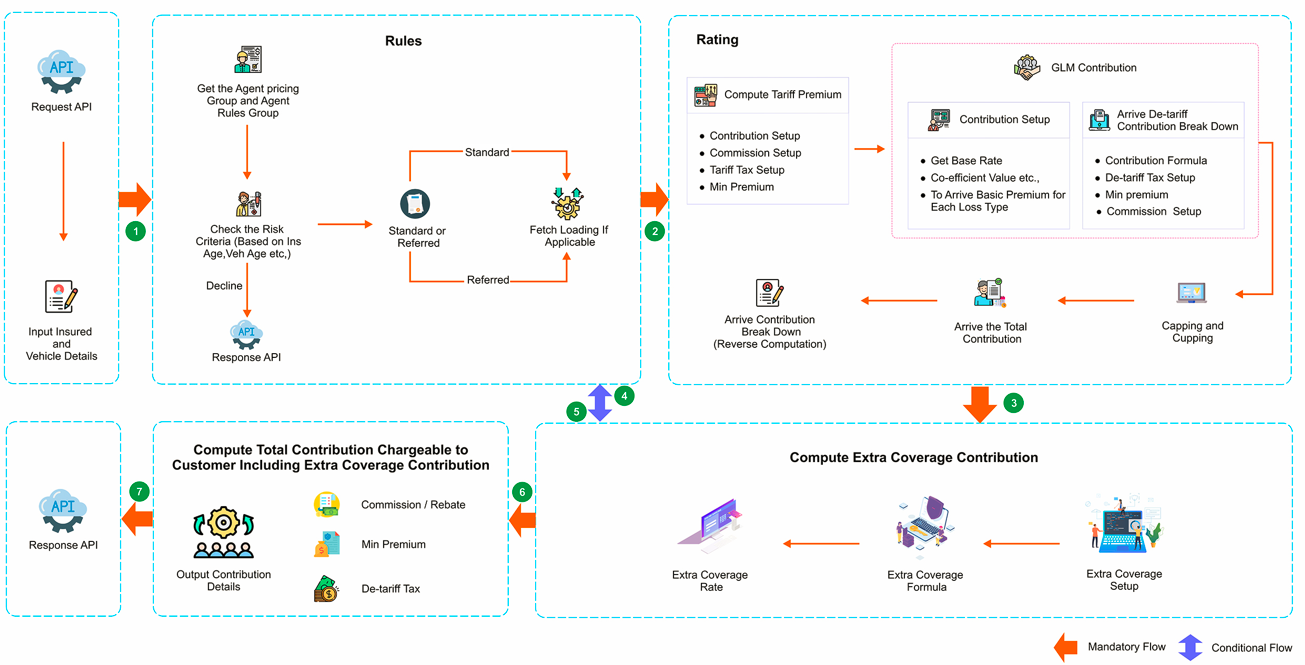 API
Request API
Input Insured
and
Vehicle Details
1
Rules
Get the Agent pricing
Group and Agent
Rules Group
Check the Risk
Criteria (Based on Ins
Age,Veh Age etc,)
Decline
API
Response API
Standard
Standard or
Referred
Referred
Fetch Loading If
Applicable
2
Rating
Compute Tariff Premium
Contribution Setup
Commission Setup
Tariff Tax Setup
Min Premium
GLM Contribution
Contribution Setup
Get Base Rate
Co-efficient Value etc.,
To Arrive Basic Premium for
Each Loss Type
Arrive De-tariff
Contribution Break Down
Contribution Formula
De-tariff Tax Setup
Min premium
Commission Setup
Capping and
Cupping
Arrive the Total
Contribution
Arrive Contribution
Break Down
(Reverse Computation)
3
4
5
Compute Extra Coverage Contribution
Extra Coverage
Setup
Extra Coverage
Formula
Extra Coverage
Rate
6
Compute Total Contribution Chargeable to
Customer Including Extra Coverage Contribution
Output Contribution
Details
Commission / Rebate
Min Premium
De-tariff Tax
7
API
Response API
Mandatory Flow
Conditional Flow